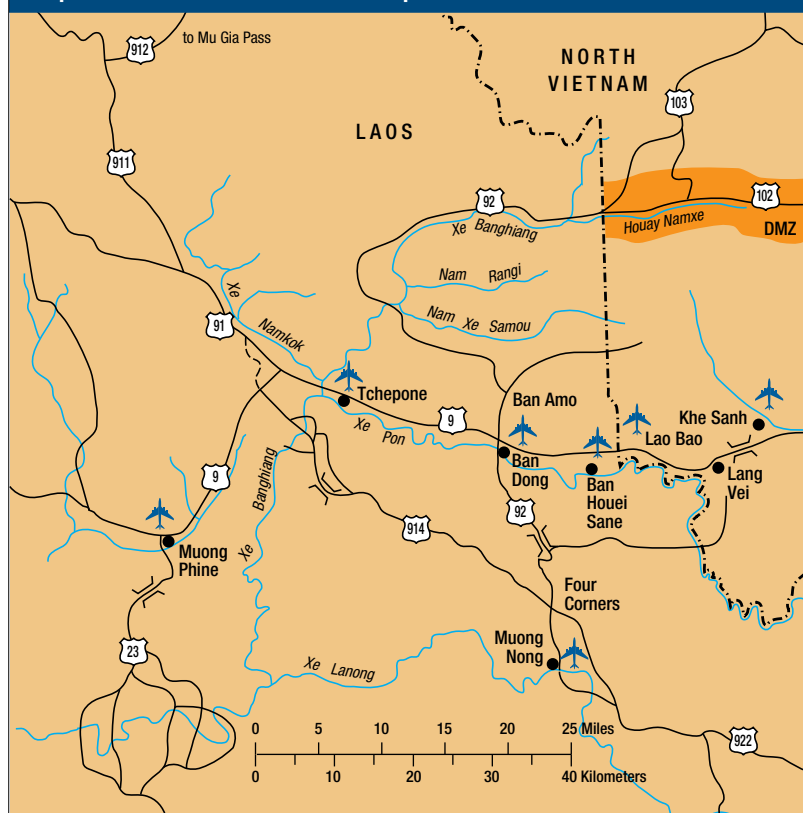 912
to Mu Gia Pass
NORTH
VIETNAM
103
LAOS
911
102
92
Xe Banghiang
Houay Namxe
DMZ
Nam Rangi
Xe
Namkok
91
Nam Xe Samou
Tchepone
Ban Amo
Khe Sanh
9
Xe Pon
Lao Bao
Ban
Dong
Ban
Houei
Sane
Lang
Vei
9
Xe Banghiang
92
914
Muong
Phine
Four
Corners
23
Muong
Nong
Xe Lanong
0 5 10 15 20 25 Miles
922
0 10 20 30 40 Kilometers